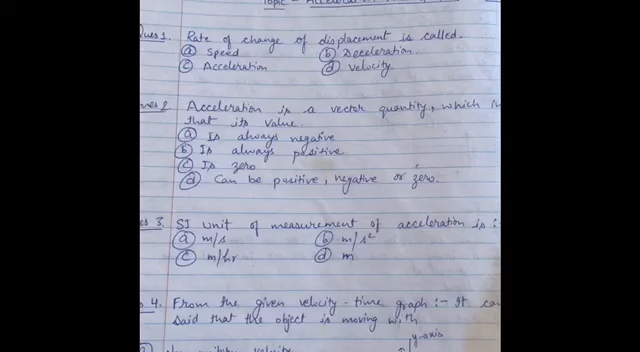 Topic - 
Ques 1. Rate of change of displacement is called.
(a) Speed (b) Deceleration
(c) Acceleration (d) Velocity
Acceleration is a vector quantity, which in
that its value.
(a) Is always negative
(b) Is always positive
(c) Is zero
(d) Can be positive, negative or zero.
3. SI unit of measurement of acceleration is :
(a) m/s (b) m/s²
(c) m/hr (d) m
4. From the given velocity - time graph :- It can
said that the object is moving with
y-axis
velocity